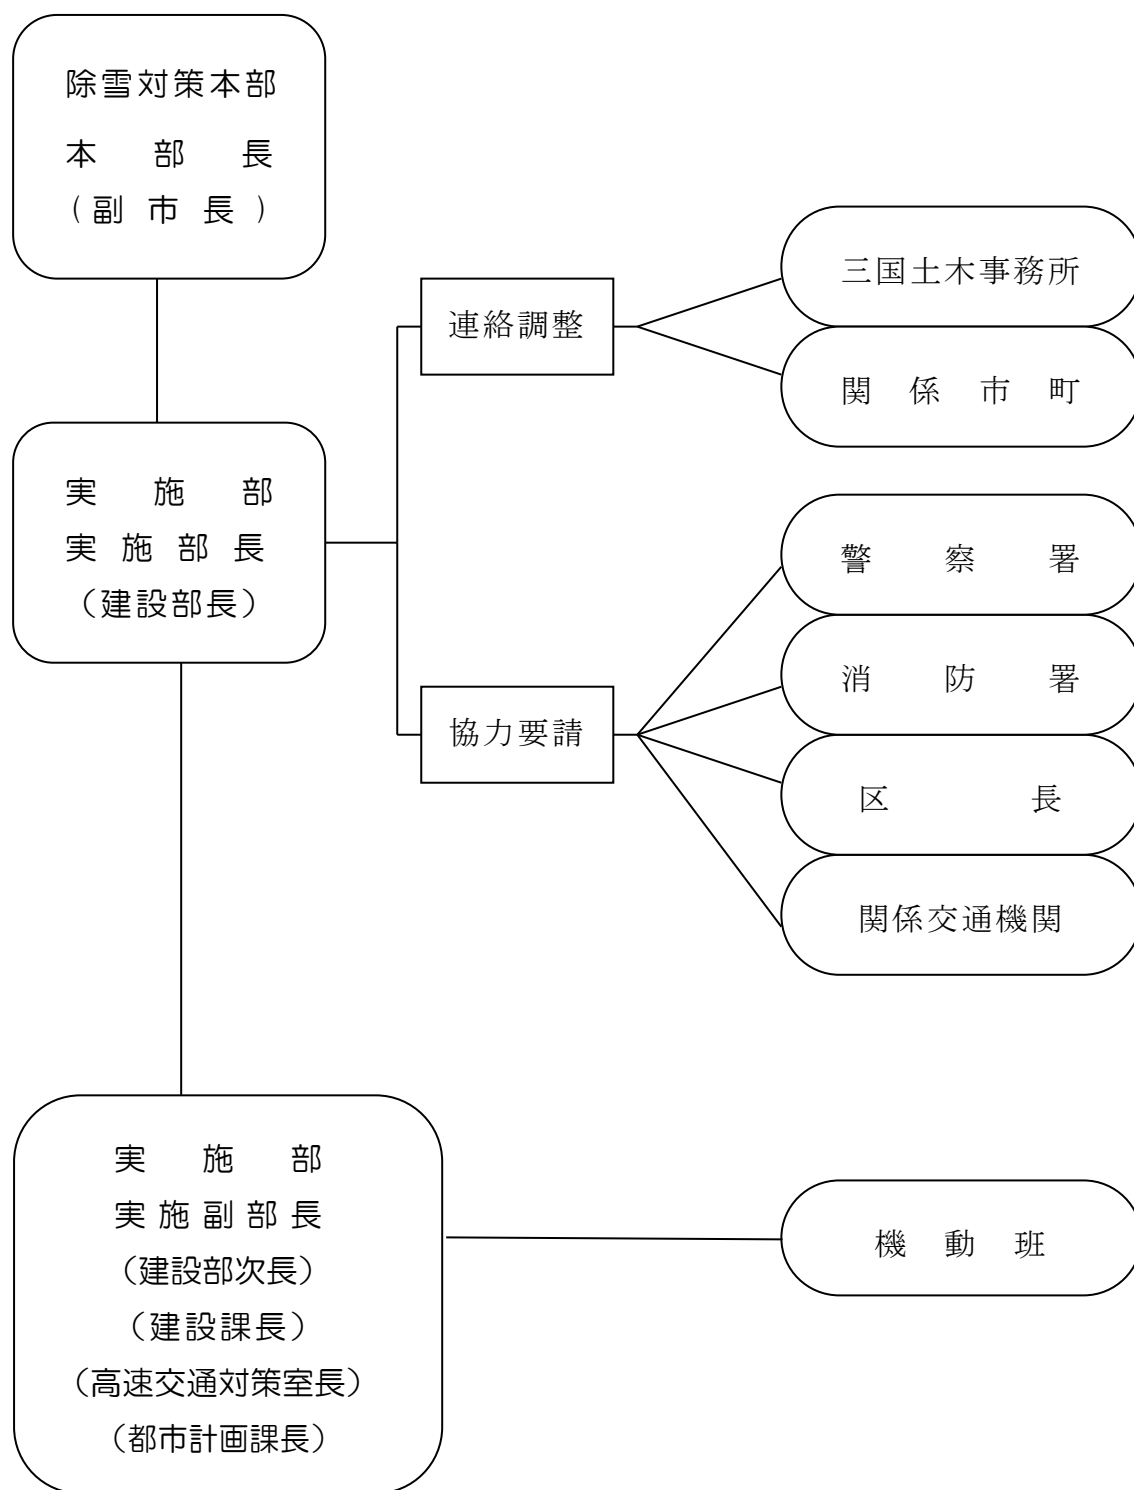 除雪対策本部
本部長
(副市長)
連絡調整
三国土木事務所
関係市町
実施部
実施部長
（建設部長）
協力要請
警察署
消防署
区長
関係交通機関
実施部
実施副部長
（建設部次長）
（建設課長）
（高速交通対策室長）
（都市計画課長）
機動班